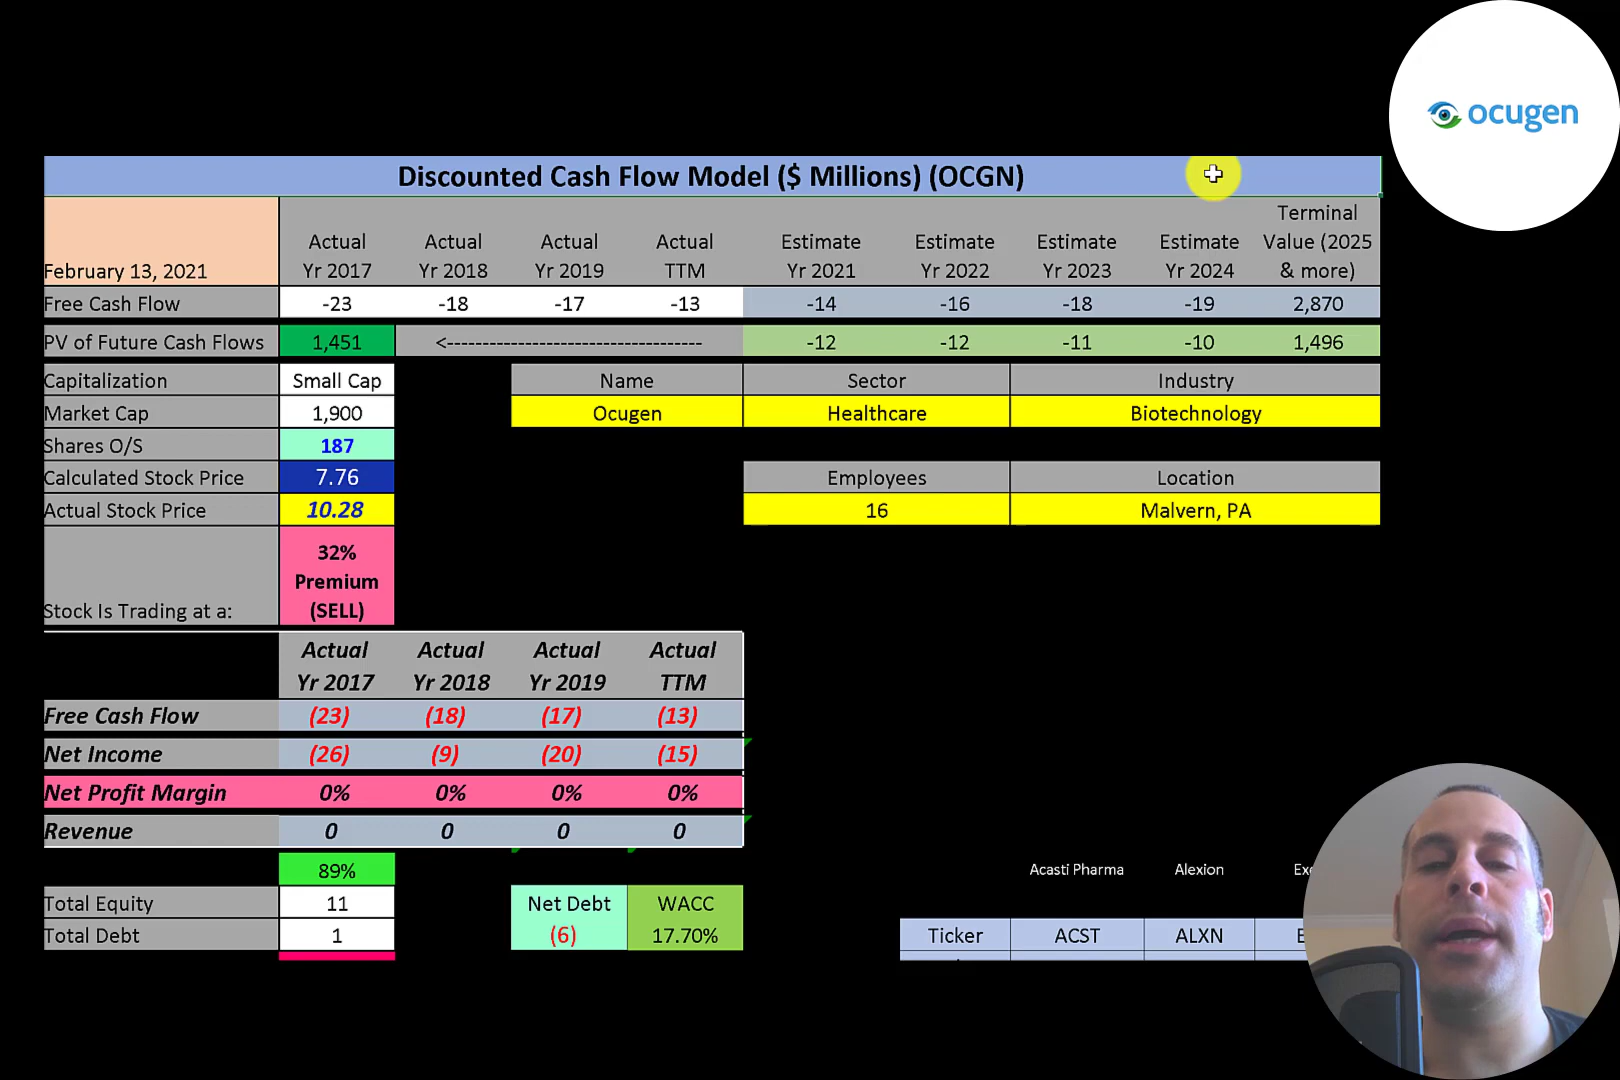 ocugen
Discounted Cash Flow Model ($ Millions) (OCGN)
February 13, 2021 Actual Yr 2017 Actual Yr 2018 Actual Yr 2019 Actual TTM Estimate Yr 2021 Estimate Yr 2022 Estimate Yr 2023 Estimate Yr 2024 Terminal Value (2025 & more)
Free Cash Flow -23 -18 -17 -13 -14 -16 -18 -19 2,870
PV of Future Cash Flows 1,451 <----------------------------------- -12 -12 -11 -10 1,496
Capitalization Small Cap Name Sector Industry
Market Cap 1,900 Ocugen Healthcare Biotechnology
Shares O/S 187
Calculated Stock Price 7.76 Employees Location
Actual Stock Price 10.28 16 Malvern, PA
Stock Is Trading at a: 32% Premium (SELL)
Actual Yr 2017 Actual Yr 2018 Actual Yr 2019 Actual TTM
Free Cash Flow (23) (18) (17) (13)
Net Income (26) (9) (20) (15)
Net Profit Margin 0% 0% 0% 0%
Revenue 0 0 0 0
89% Acasti Pharma Alexion
Total Equity 11 Net Debt WACC
Total Debt 1 (6) 17.70% Ticker ACST ALXN